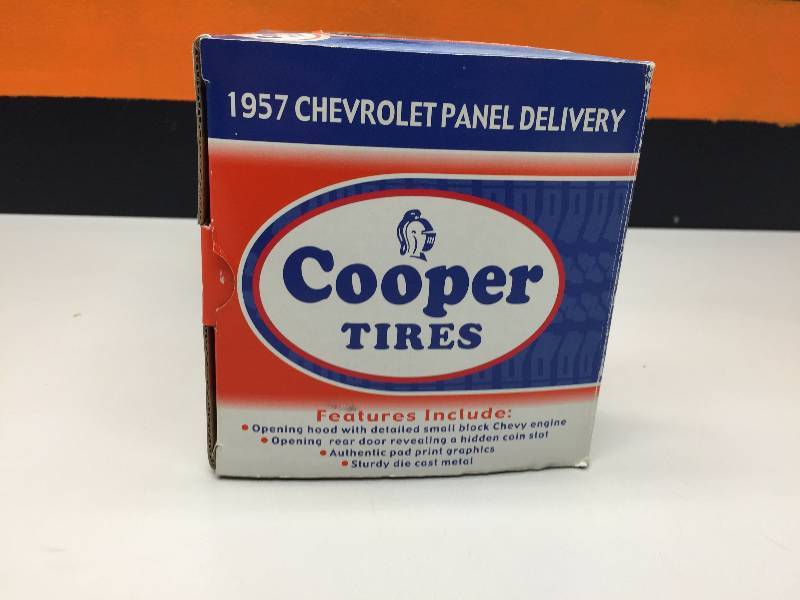 1957 CHEVROLET PANEL DELIVERY
Cooper
TIRES
Features Include:
• Opening hood with detailed small block Chevy engine
• Opening rear door revealing a hidden coin slot
• Authentic pad print graphics
• Sturdy die cast metal